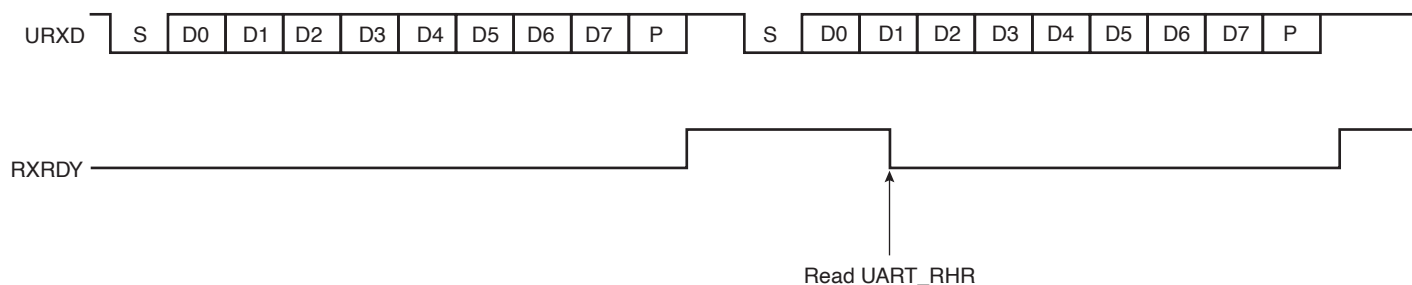 URXD S D0 D1 D2 D3 D4 D5 D6 D7 P S D0 D1 D2 D3 D4 D5 D6 D7 P
RXRDY
Read UART_RHR